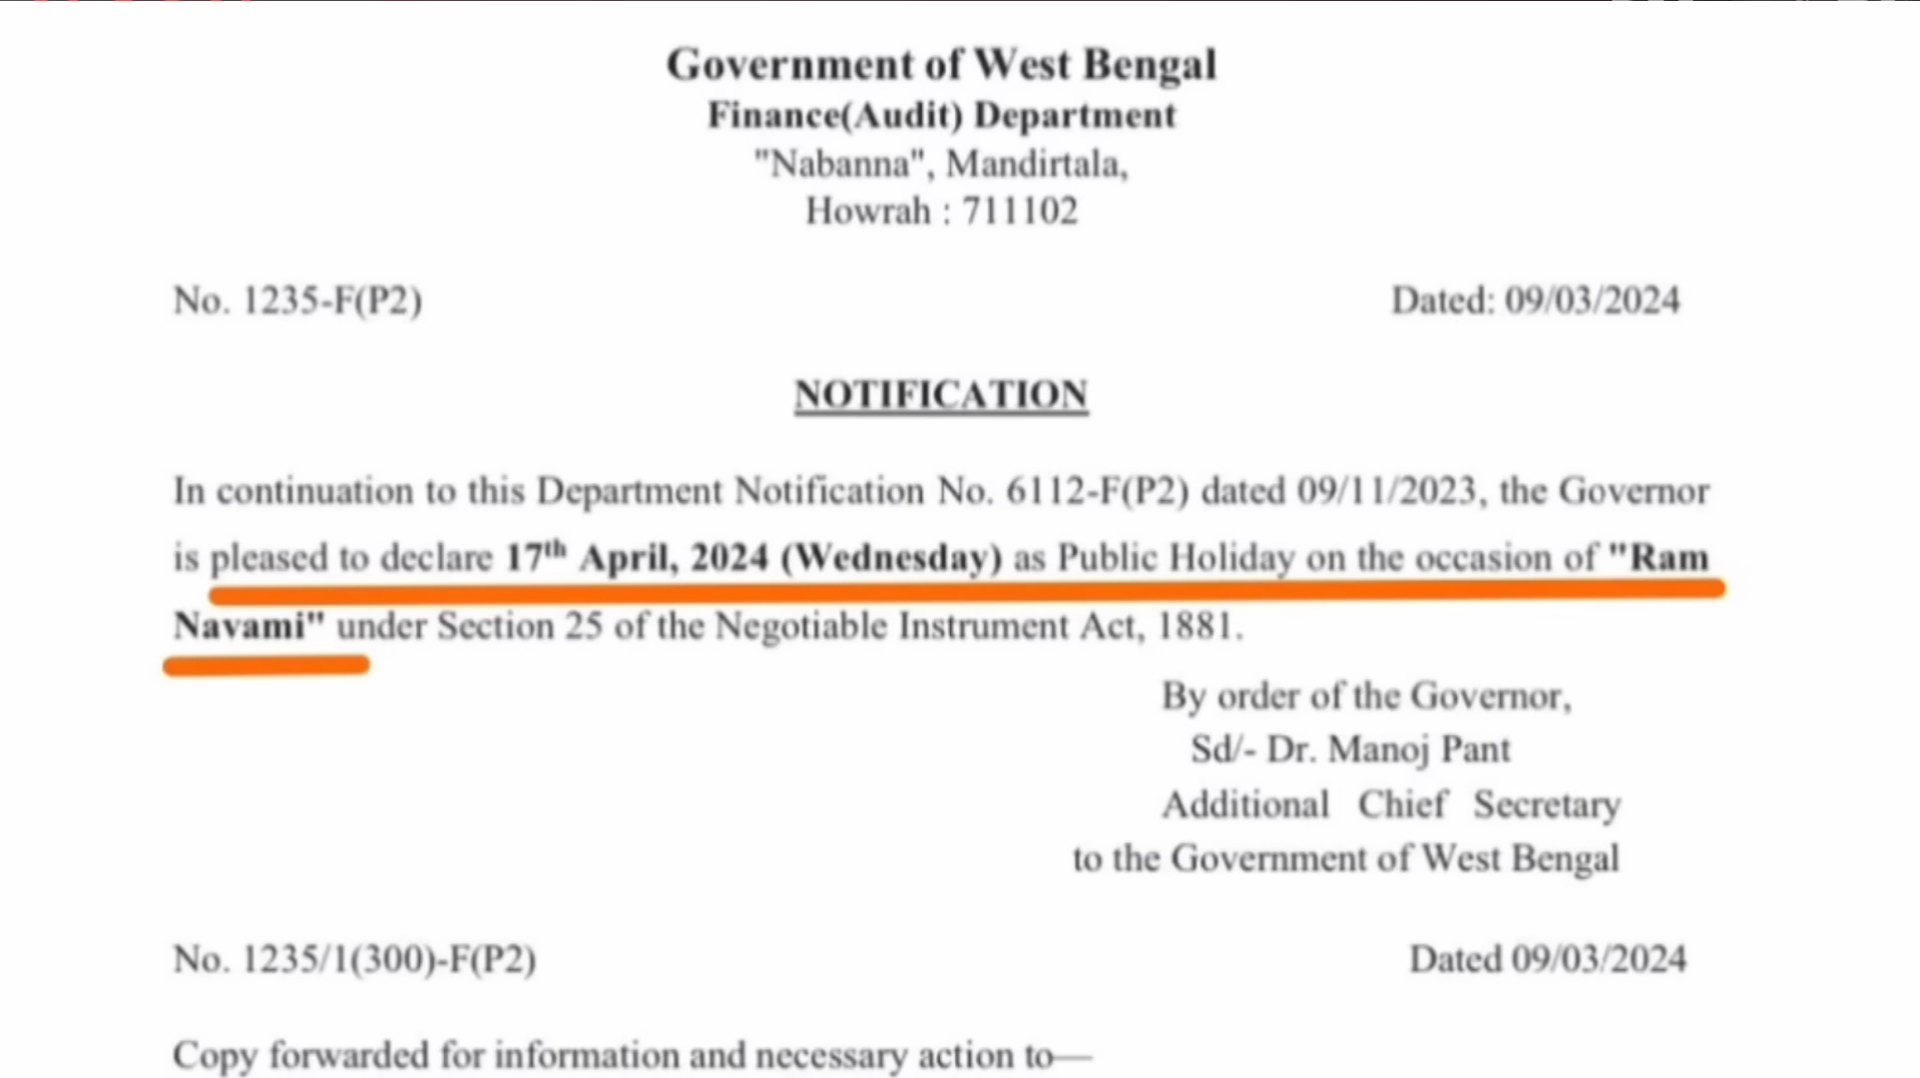 Government of West Bengal
Finance(Audit) Department
"Nabanna", Mandirtala,
Howrah : 711102
No. 1235-F(P2) Dated: 09/03/2024
NOTIFICATION
In continuation to this Department Notification No. 6112-F(P2) dated 09/11/2023, the Governor
is pleased to declare 17th April, 2024 (Wednesday) as Public Holiday on the occasion of "Ram
Navami" under Section 25 of the Negotiable Instrument Act, 1881.
By order of the Governor,
Sd/- Dr. Manoj Pant
Additional Chief Secretary
to the Government of West Bengal
No. 1235/1(300)-F(P2) Dated 09/03/2024
Copy forwarded for information and necessary action to—